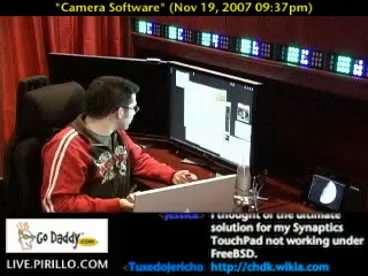 *Camera Software* (Nov 19, 2007 09:37pm)
jessica
I thought of the ultimate
solution for my Synaptics
TouchPad not working under
FreeBSD.
Go Daddy.com
LIVE.PIRILLO.COM
Tuxedojericho http://chdk.wikia.com